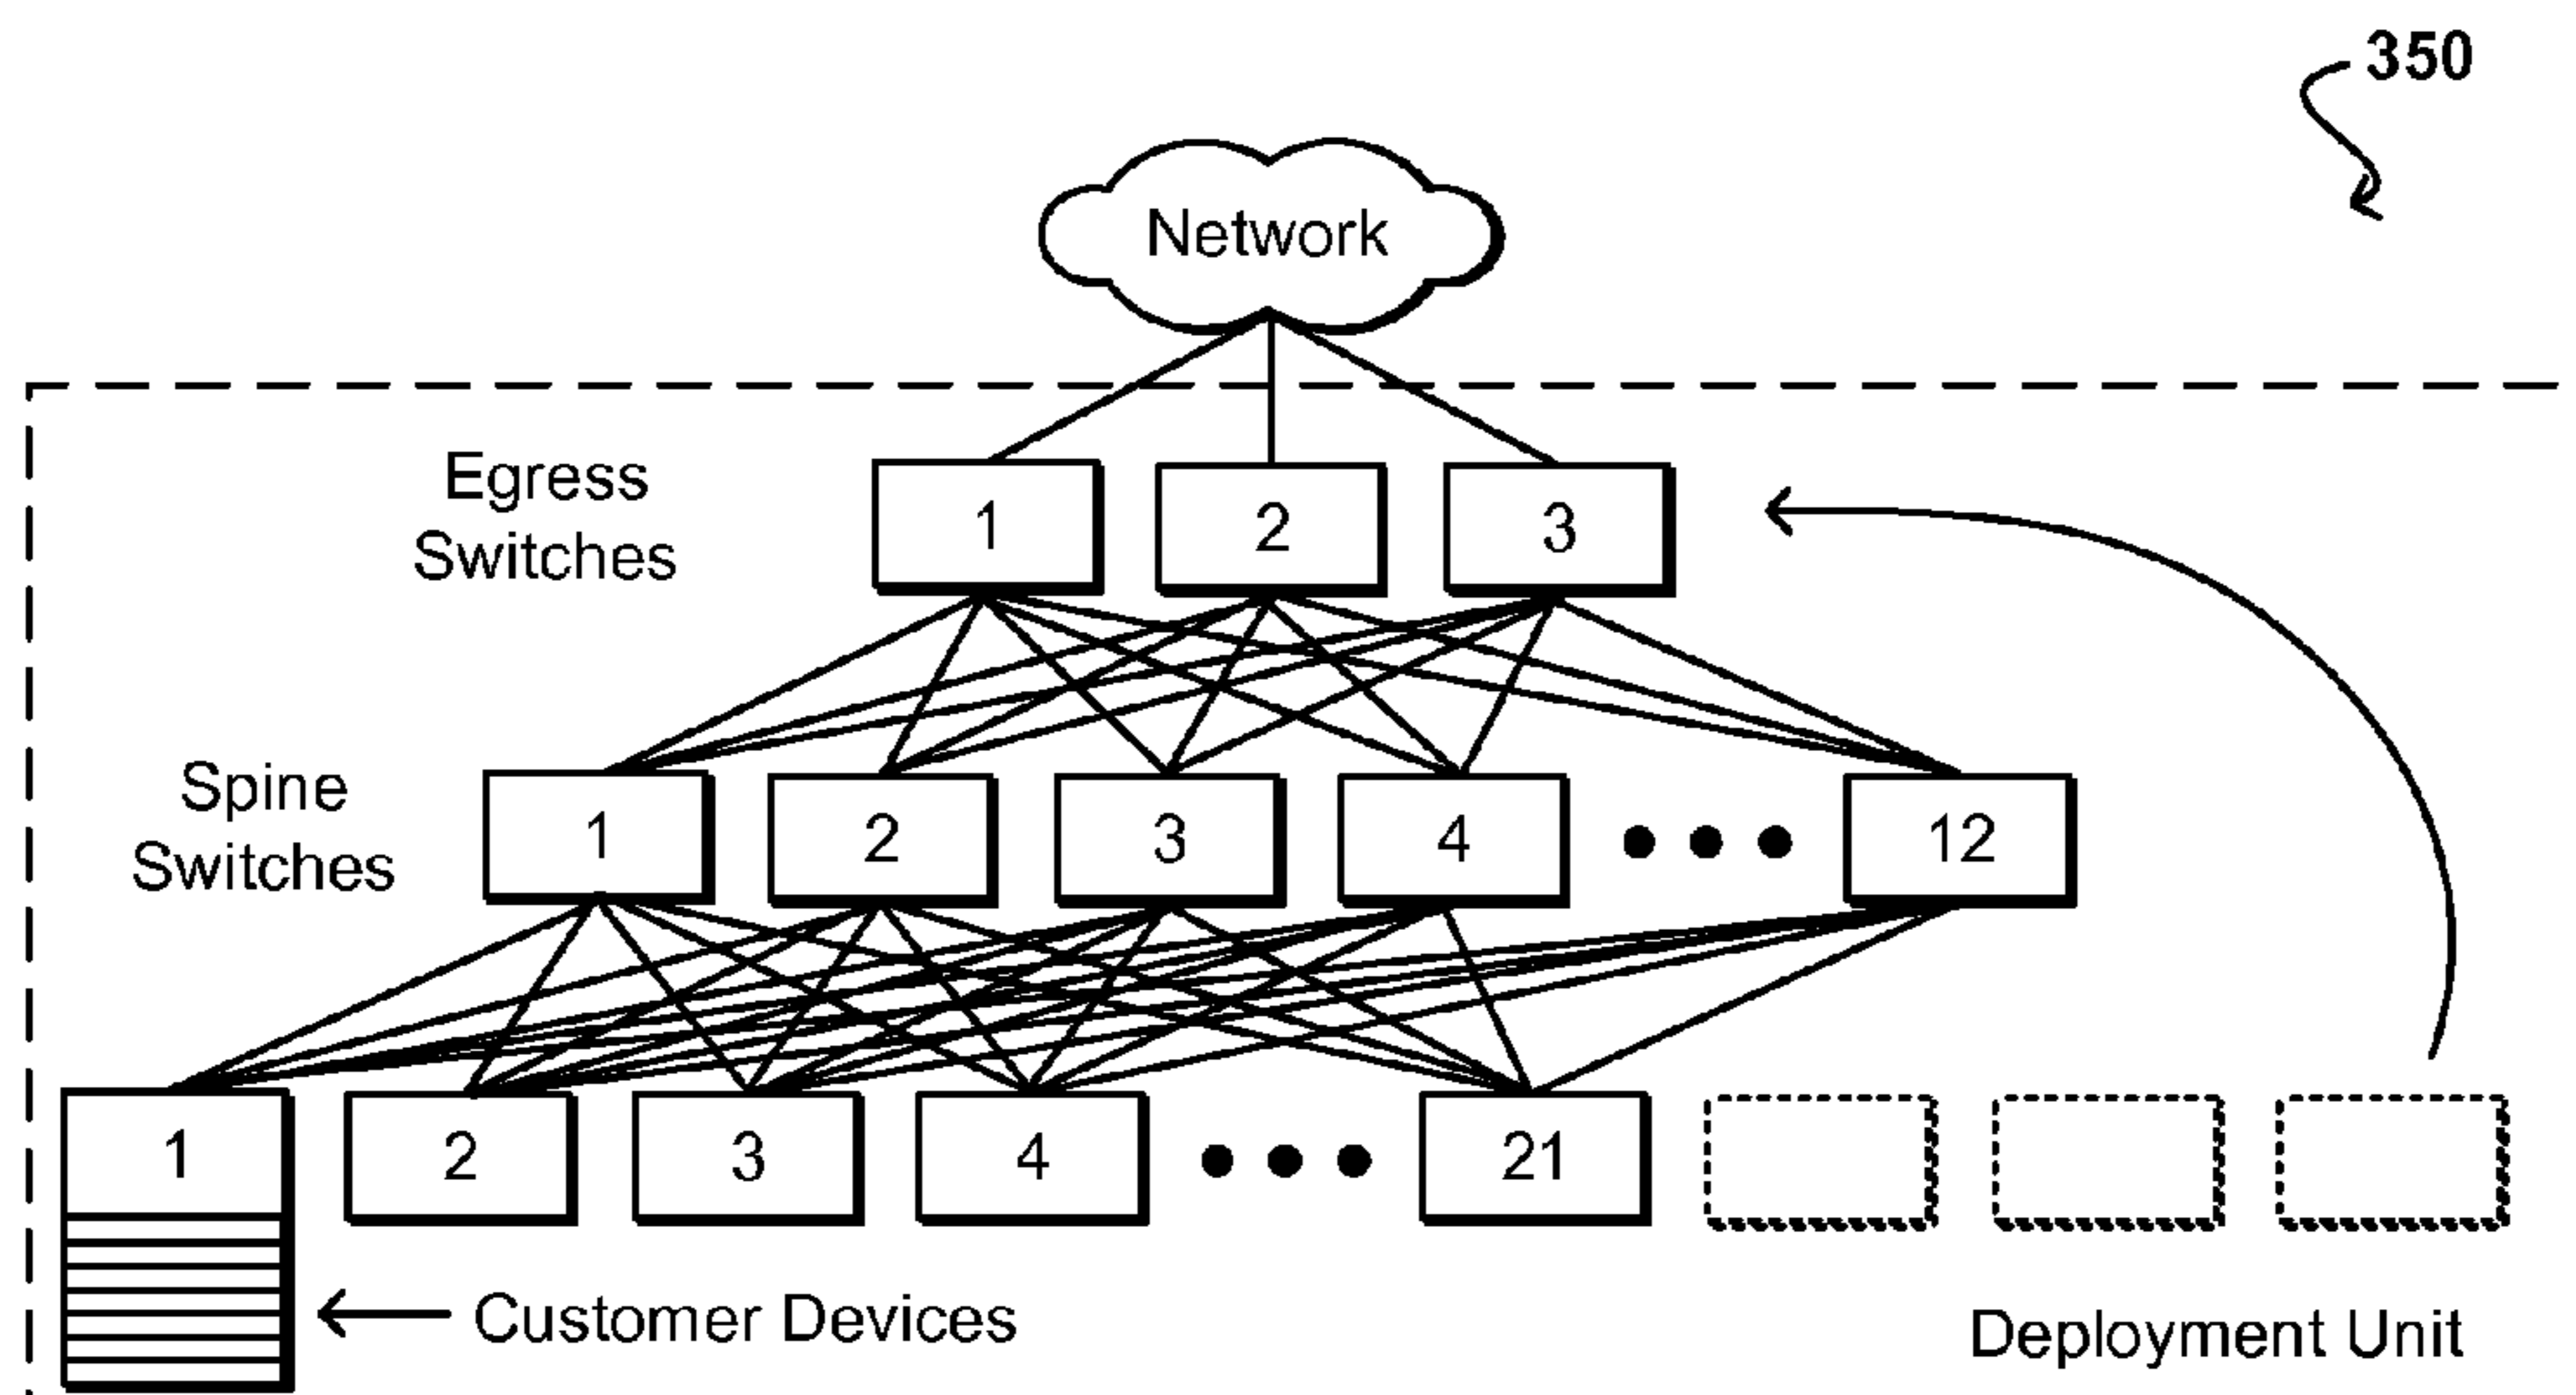 350
Network
Egress
Switches
1 2 3
Spine
Switches
1 2 3 4 12
1 2 3 4 21
Customer Devices
Deployment Unit